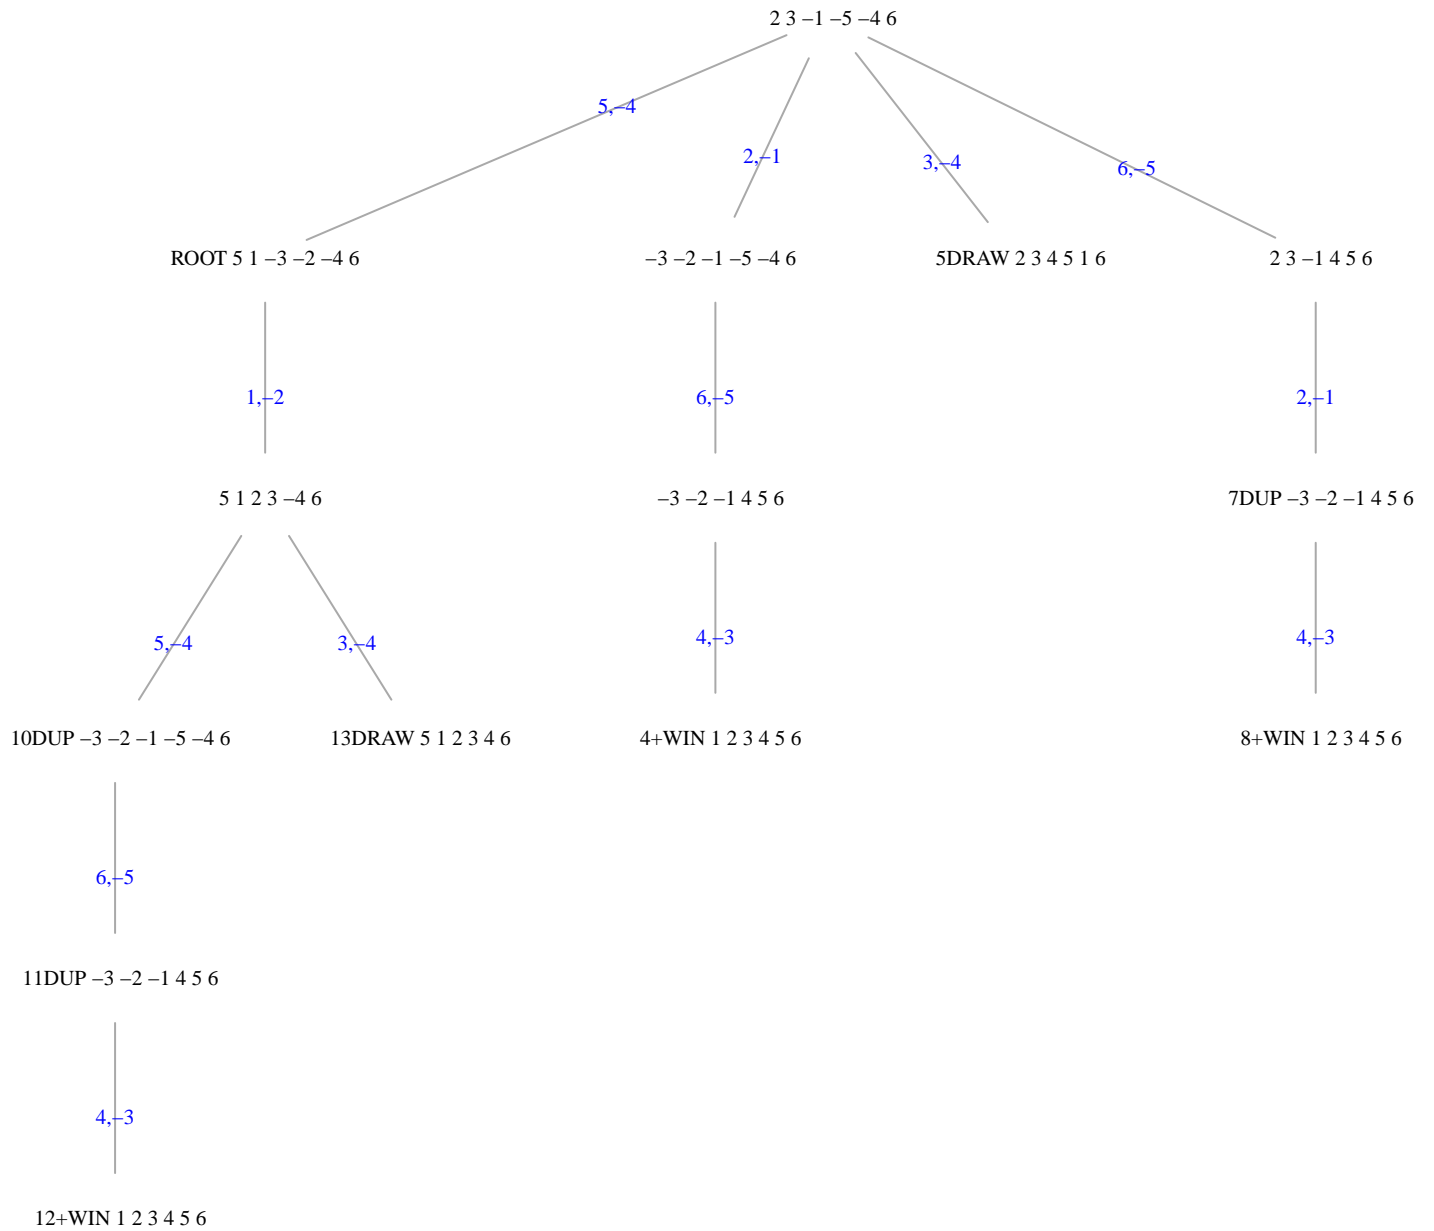 2 3 –1 –5 –4 6
5,–4
2,–1
3,–4
6,–5
ROOT 5 1 –3 –2 –4 6
–3 –2 –1 –5 –4 6
5DRAW 2 3 4 5 1 6
2 3 –1 4 5 6
1,–2
6,–5
2,–1
5 1 2 3 –4 6
–3 –2 –1 4 5 6
7DUP –3 –2 –1 4 5 6
5,–4
3,–4
4,–3
4,–3
10DUP –3 –2 –1 –5 –4 6
13DRAW 5 1 2 3 4 6
4+WIN 1 2 3 4 5 6
8+WIN 1 2 3 4 5 6
6,–5
11DUP –3 –2 –1 4 5 6
4,–3
12+WIN 1 2 3 4 5 6